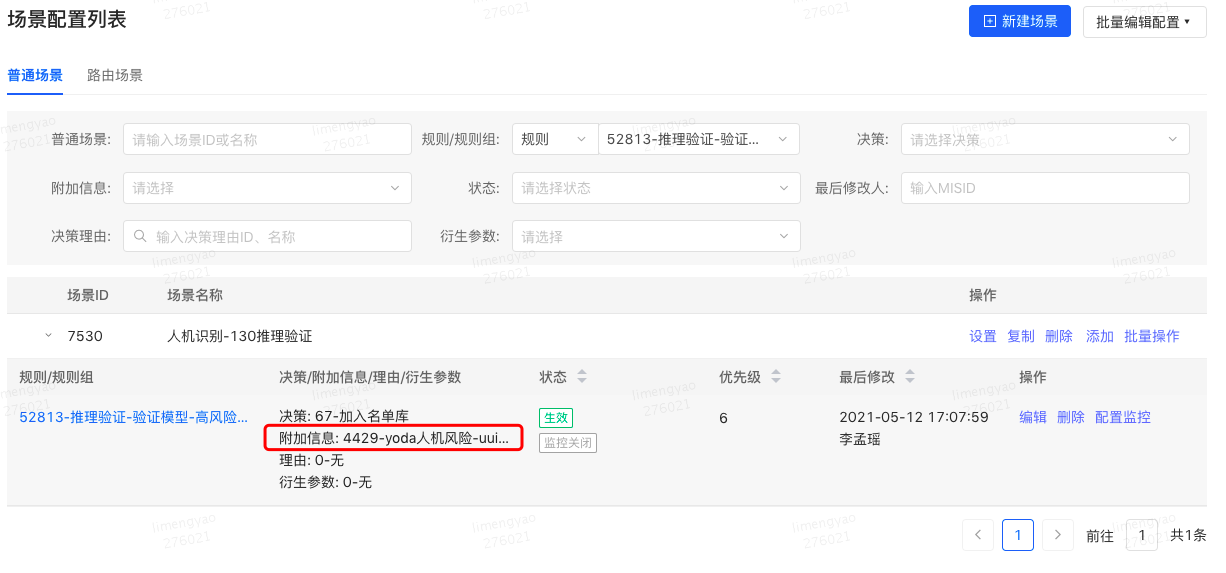 场景配置列表
新建场景
批量编辑配置
普通场景
路由场景
普通场景: 请输入场景ID或名称
规则/规则组: 规则 52813-推理验证-验证...
决策: 请选择决策
附加信息: 请选择
状态: 请选择状态
最后修改人: 输入MISID
决策理由: 输入决策理由ID、名称
衍生参数: 请选择
场景ID 场景名称 操作
7530 人机识别-130推理验证 设置 复制 删除 添加 批量操作
规则/规则组 决策/附加信息/理由/衍生参数 状态 优先级 最后修改 操作
52813-推理验证-验证模型-高风险...
决策: 67-加入名单库
附加信息: 4429-yoda人机风险-uui...
理由: 0-无
衍生参数: 0-无
生效
监控关闭
6
2021-05-12 17:07:59
李孟瑶
编辑 删除 配置监控
1 前往 1 共1条
limengyao
276021